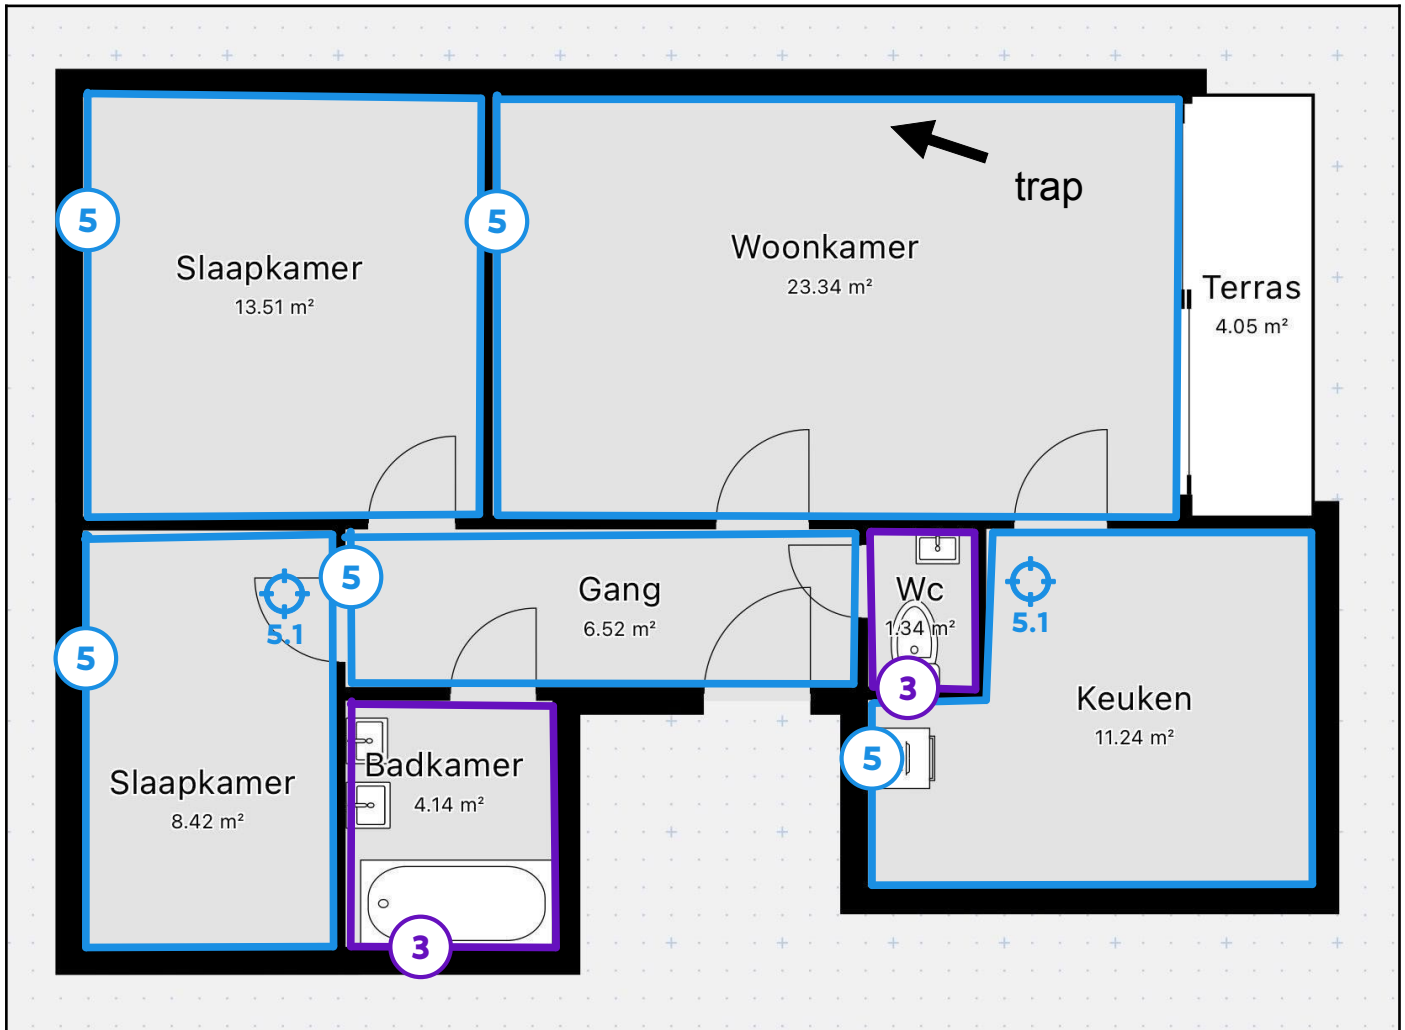 trap
5
5
Slaapkamer
13.51 m²
Woonkamer
23.34 m²
Terras
4.05 m²
5
5.1
5
Gang
6.52 m²
Wc
1.34 m²
5.1
5
3
Keuken
11.24 m²
Slaapkamer
8.42 m²
Badkamer
4.14 m²
5
3